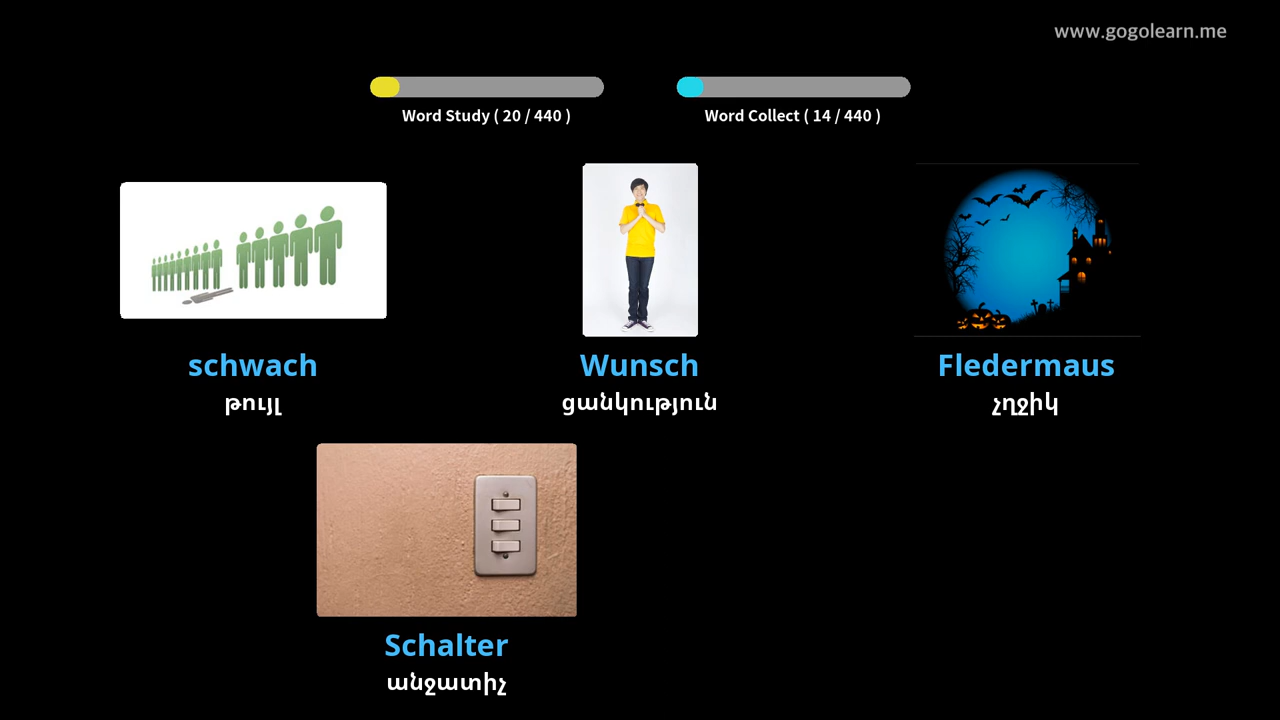 www.gogolearn.me
Word Study ( 20 / 440 )
Word Collect ( 14 / 440 )
schwach
թույլ
Wunsch
ցանկություն
Fledermaus
չղջիկ
Schalter
անջատիչ